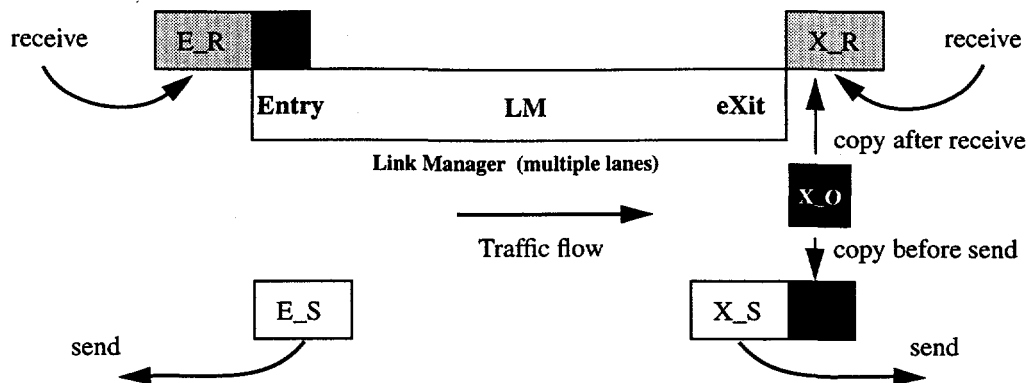 receive
E_R
X_R
receive
Entry
LM
eXit
copy after receive
Link Manager (multiple lanes)
X_O
Traffic flow
copy before send
E_S
X_S
send
send